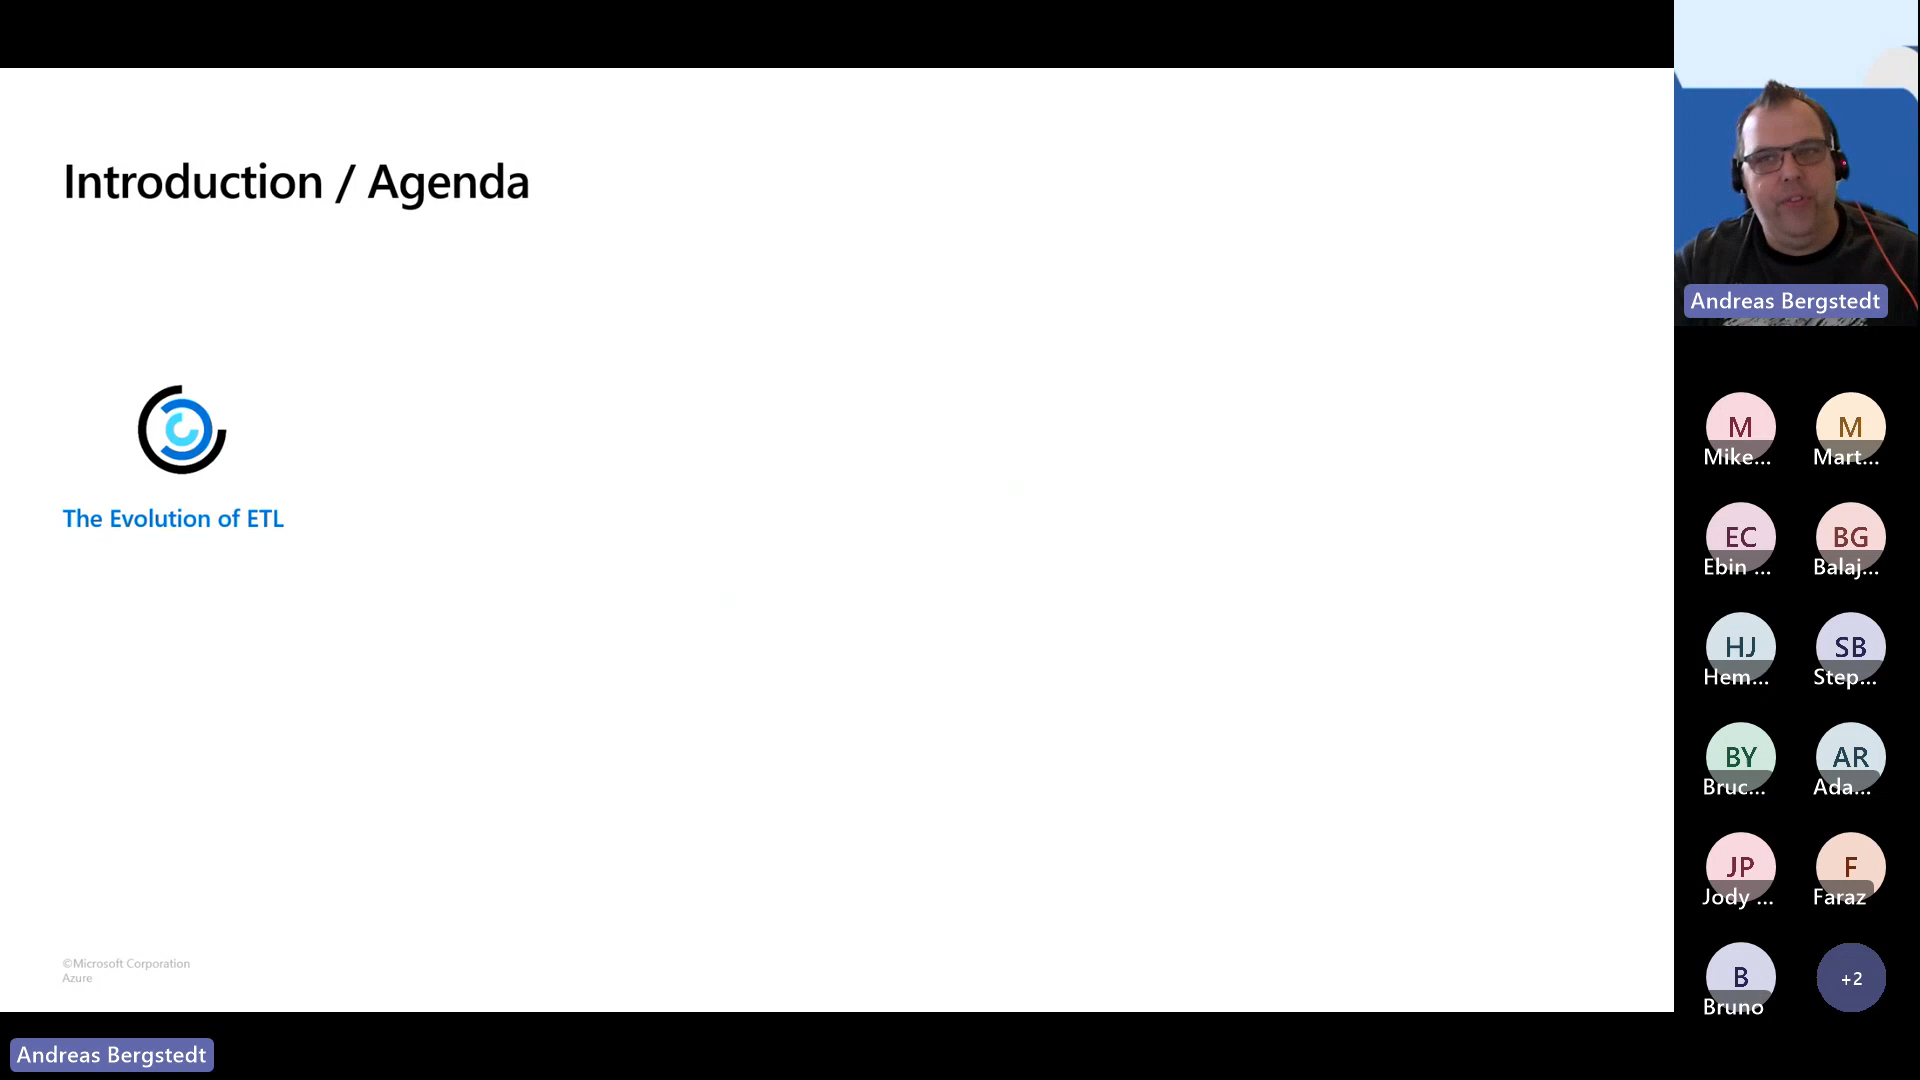 Introduction / Agenda
The Evolution of ETL
©Microsoft Corporation
Azure
Andreas Bergstedt
Andreas Bergstedt
M
Mike...
M
Mart...
EC
Ebin ...
BG
Balaj...
HJ
Hem...
SB
Step...
BY
Bruc...
AR
Ada...
JP
Jody ...
F
Faraz
B
Bruno
+2